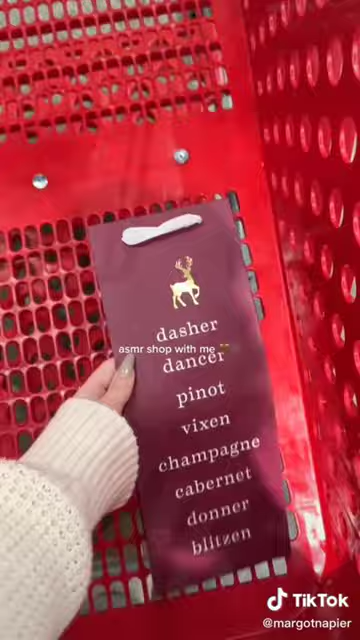 dasher
asmr shop with me
dancer
pinot
vixen
champagne
cabernet
donner
blitzen
TikTok
@margotnapier